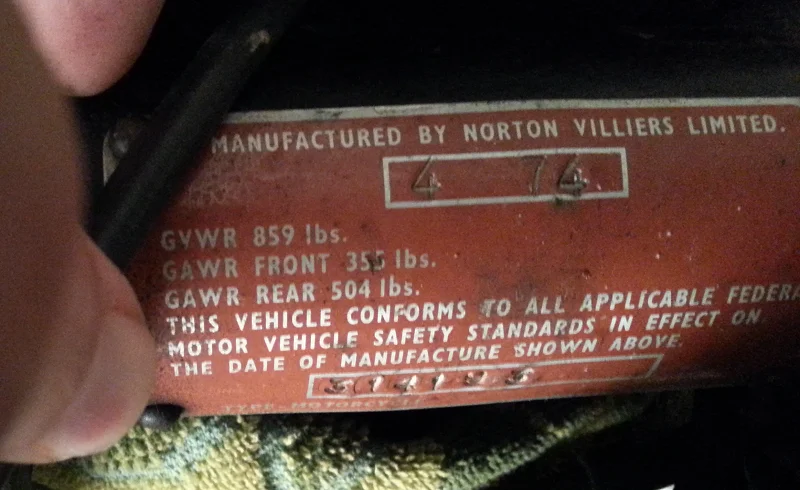 MANUFACTURED BY NORTON VILLIERS LIMITED.
4 74
GVWR 859 lbs.
GAWR FRONT 355 lbs.
GAWR REAR 504 lbs.
THIS VEHICLE CONFORMS TO ALL APPLICABLE FEDERA
MOTOR VEHICLE SAFETY STANDARDS IN EFFECT ON
THE DATE OF MANUFACTURE SHOWN ABOVE.